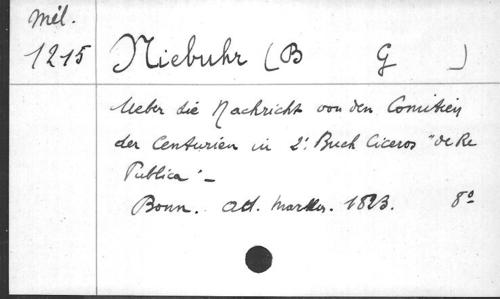 Mél.
1215
Niebuhr (B G )
Ueber die Nachricht von den Comitien
der Centurien in 2.' Buch Ciceros "de Re
Publica" –
Bonn. Ad. Marcus. 1823. 8º